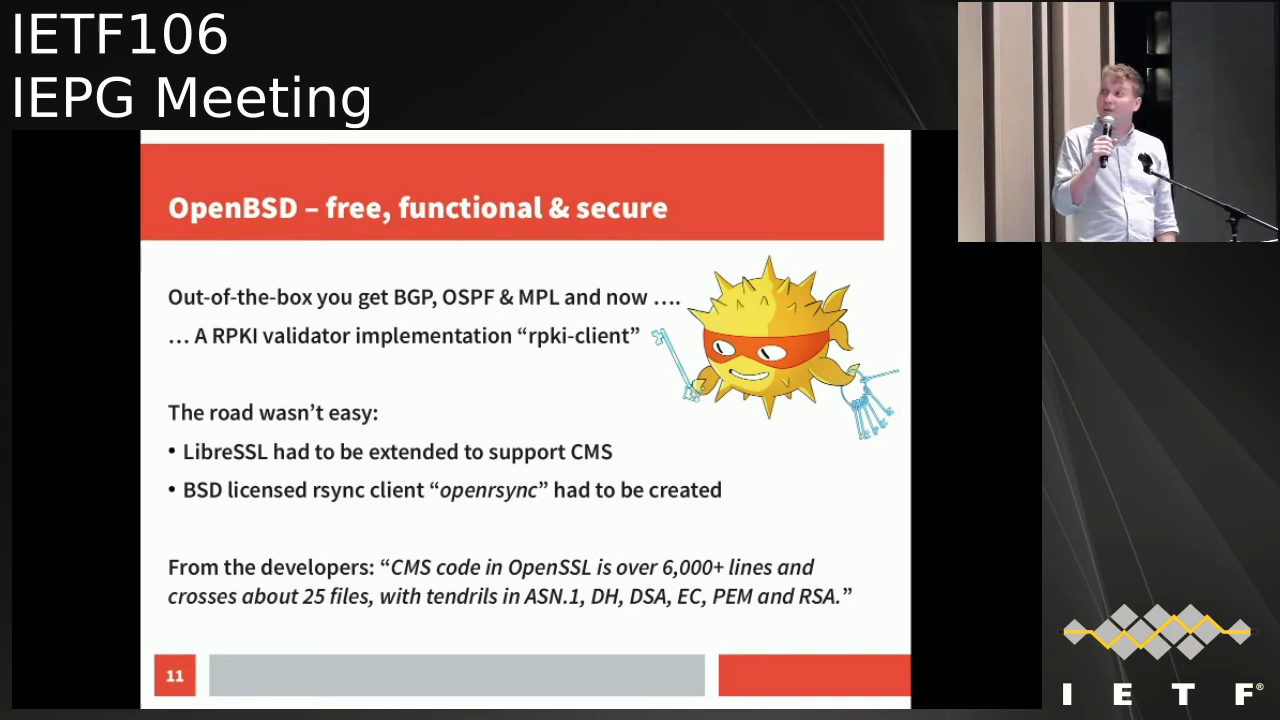 IETF106
IEPG Meeting
OpenBSD – free, functional & secure
Out-of-the-box you get BGP, OSPF & MPL and now ….
… A RPKI validator implementation “rpki-client”
The road wasn’t easy:
• LibreSSL had to be extended to support CMS
• BSD licensed rsync client “openrsync” had to be created
From the developers: “CMS code in OpenSSL is over 6,000+ lines and
crosses about 25 files, with tendrils in ASN.1, DH, DSA, EC, PEM and RSA.”
11
I E T F®